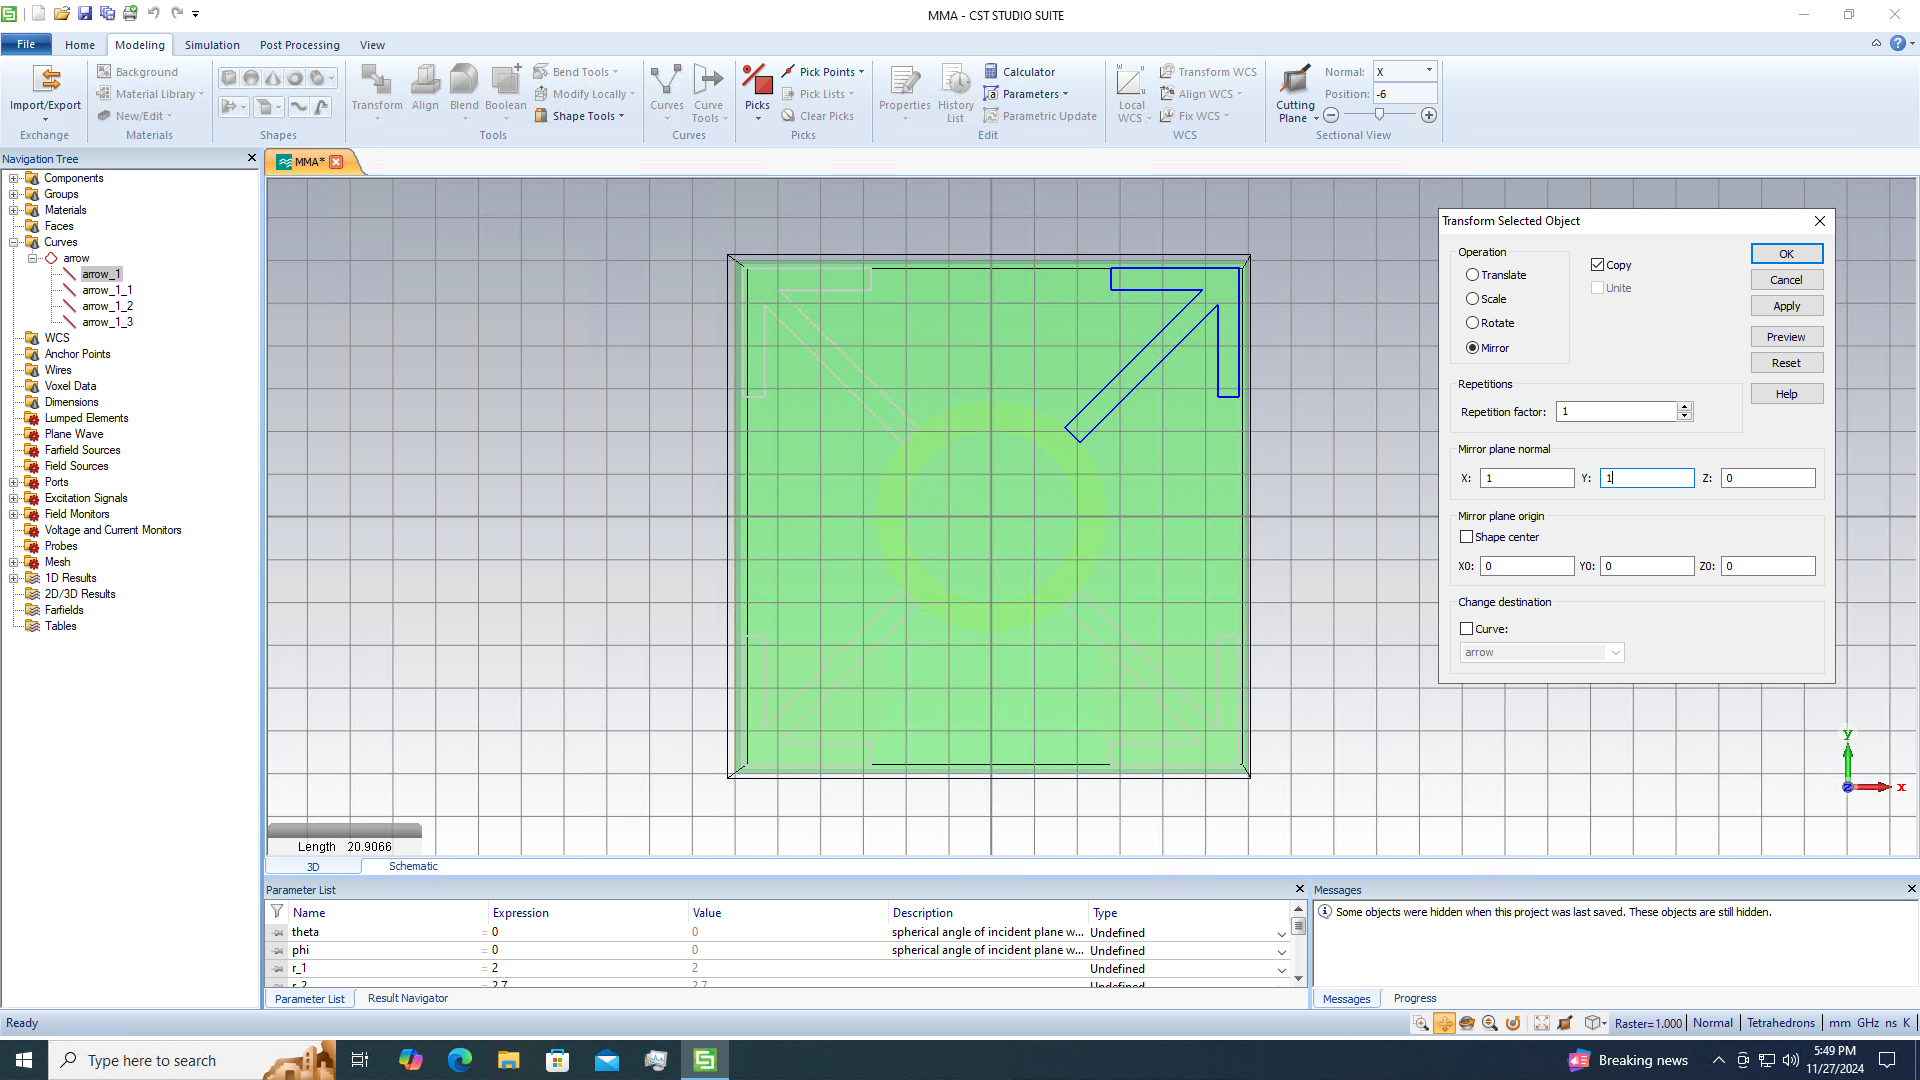 MMA - CST STUDIO SUITE
File
Home
Modeling
Simulation
Post Processing
View
Import/Export
Exchange
Background
Material Library
New/Edit
Materials
Shapes
Transform
Align
Blend
Boolean
Bend Tools
Modify Locally
Shape Tools
Tools
Curves
Curve Tools
Curves
Picks
Pick Points
Pick Lists
Clear Picks
Picks
Properties
History List
Calculator
Parameters
Parametric Update
Edit
Local WCS
Transform WCS
Align WCS
Fix WCS
WCS
Cutting Plane
Normal: X
Position: -6
Sectional View
Navigation Tree
MMA*
Components
Groups
Materials
Faces
Curves
arrow
arrow_1
arrow_1_1
arrow_1_2
arrow_1_3
WCS
Anchor Points
Wires
Voxel Data
Dimensions
Lumped Elements
Plane Wave
Farfield Sources
Field Sources
Ports
Excitation Signals
Field Monitors
Voltage and Current Monitors
Probes
Mesh
1D Results
2D/3D Results
Farfields
Tables
Transform Selected Object
Operation
Translate
Scale
Rotate
Mirror
Copy
Unite
OK
Cancel
Apply
Preview
Reset
Help
Repetitions
Repetition factor: 1
Mirror plane normal
X: 1 Y: 1 Z: 0
Mirror plane origin
Shape center
X0: 0 Y0: 0 Z0: 0
Change destination
Curve:
arrow
y
z
x
Length 20.9066
3D
Schematic
Parameter List
Name Expression Value Description Type
theta = 0 0 spherical angle of incident plane w... Undefined
phi = 0 0 spherical angle of incident plane w... Undefined
r_1 = 2 2 Undefined
r_2 = 2.7 2.7 Undefined
Parameter List
Result Navigator
Messages
Some objects were hidden when this project was last saved. These objects are still hidden.
Messages
Progress
Ready
Raster=1.000 Normal Tetrahedrons mm GHz ns K
Type here to search
Breaking news
5:49 PM
11/27/2024